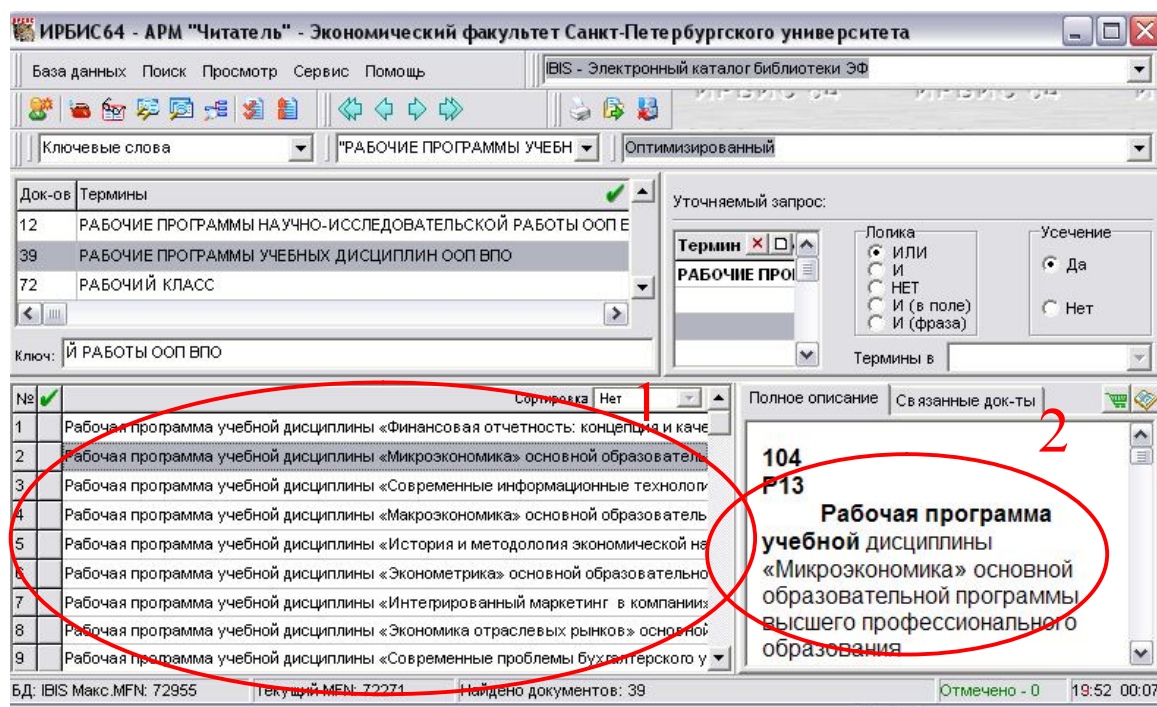 ИРБИС64 - АРМ "Читатель" - Экономический факультет Санкт-Петербургского университета
База данных Поиск Просмотр Сервис Помощь
IBIS - Электронный каталог библиотеки ЭФ
Ключевые слова
"РАБОЧИЕ ПРОГРАММЫ УЧЕБН
Оптимизированный
Док-ов Термины
12 РАБОЧИЕ ПРОГРАММЫ НАУЧНО-ИССЛЕДОВАТЕЛЬСКОЙ РАБОТЫ ООП
39 РАБОЧИЕ ПРОГРАММЫ УЧЕБНЫХ ДИСЦИПЛИН ООП ВПО
72 РАБОЧИЙ КЛАСС
Ключ: Й РАБОТЫ ООП ВПО
Уточняемый запрос:
Термин
РАБОЧИЕ ПРО
Логика
ИЛИ
И
НЕТ
И (в поле)
И (фраза)
Усечение
Да
Нет
Термины в
№ Сортировка Нет
1
1 Рабочая программа учебной дисциплины «Финансовая отчетность: концепция и каче
2 Рабочая программа учебной дисциплины «Микроэкономика» основной образователь
3 Рабочая программа учебной дисциплины «Современные информационные технологи
4 Рабочая программа учебной дисциплины «Макроэкономика» основной образователь
5 Рабочая программа учебной дисциплины «История и методология экономической на
6 Рабочая программа учебной дисциплины «Эконометрика» основной образовательно
7 Рабочая программа учебной дисциплины «Интегрированный маркетинг в компании»
8 Рабочая программа учебной дисциплины «Экономика отраслевых рынков» основной
9 Рабочая программа учебной дисциплины «Современные проблемы бухгалтерского у
Полное описание Связанные док-ты
2
104
Р13
Рабочая программа
учебной дисциплины
«Микроэкономика» основной
образовательной программы
высшего профессионального
образования
БД: IBIS Макс.MFN: 72955 Текущий MFN: 72271 Найдено документов: 39 Отмечено - 0 19:52 00:07